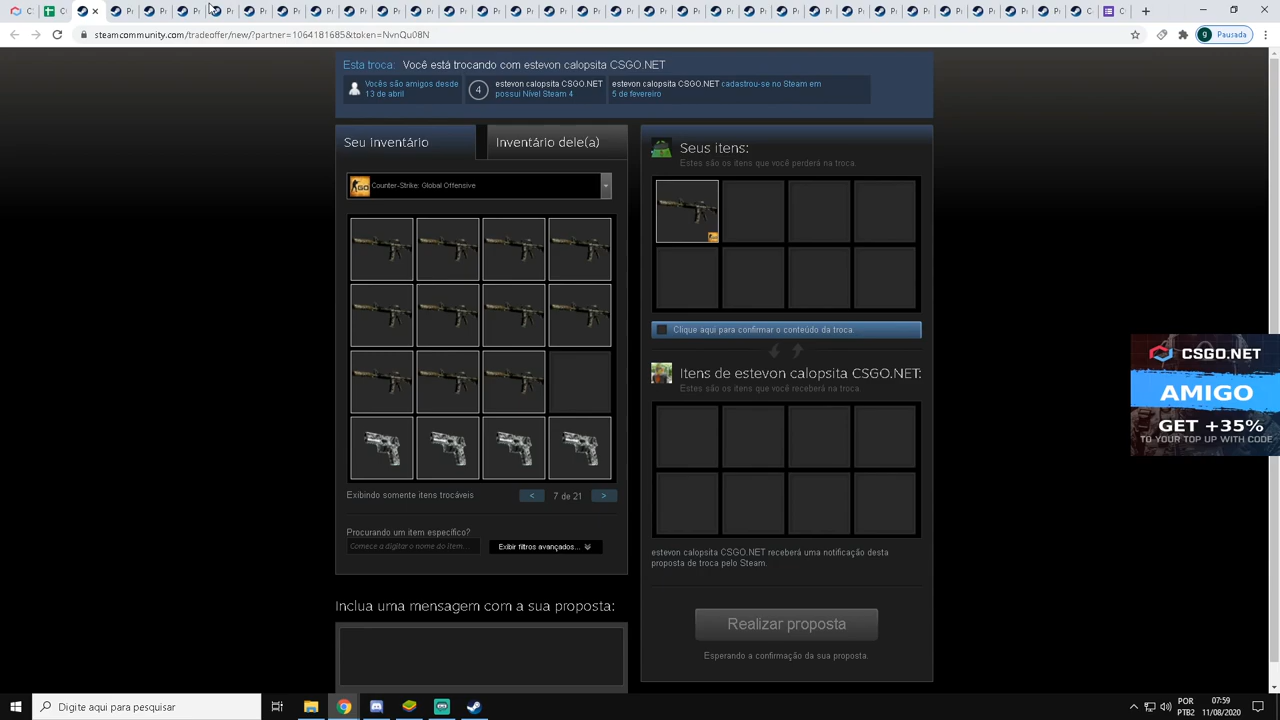 steamcommunity.com/tradeoffer/new/?partner=1064181685&token=NvnQu08N
Pausada
Esta troca: Você está trocando com estevon calopsita CSGO.NET
Vocês são amigos desde
13 de abril
4
estevon calopsita CSGO.NET
possui Nível Steam 4
estevon calopsita CSGO.NET cadastrou-se no Steam em
5 de fevereiro
Seu inventário
Inventário dele(a)
Counter-Strike: Global Offensive
Exibindo somente itens trocáveis
< 7 de 21 >
Procurando um item específico?
Comece a digitar o nome do item...
Exibir filtros avançados...
Inclua uma mensagem com a sua proposta:
Seus itens:
Estes são os itens que você perderá na troca.
Clique aqui para confirmar o conteúdo da troca.
Itens de estevon calopsita CSGO.NET:
Estes são os itens que você receberá na troca.
estevon calopsita CSGO.NET receberá uma notificação desta
proposta de troca pelo Steam.
Realizar proposta
Esperando a confirmação da sua proposta.
CSGO.NET
AMIGO
GET +35%
TO YOUR TOP UP WITH CODE
Digite aqui para pesquisar
POR
PTB2
07:59
11/08/2020